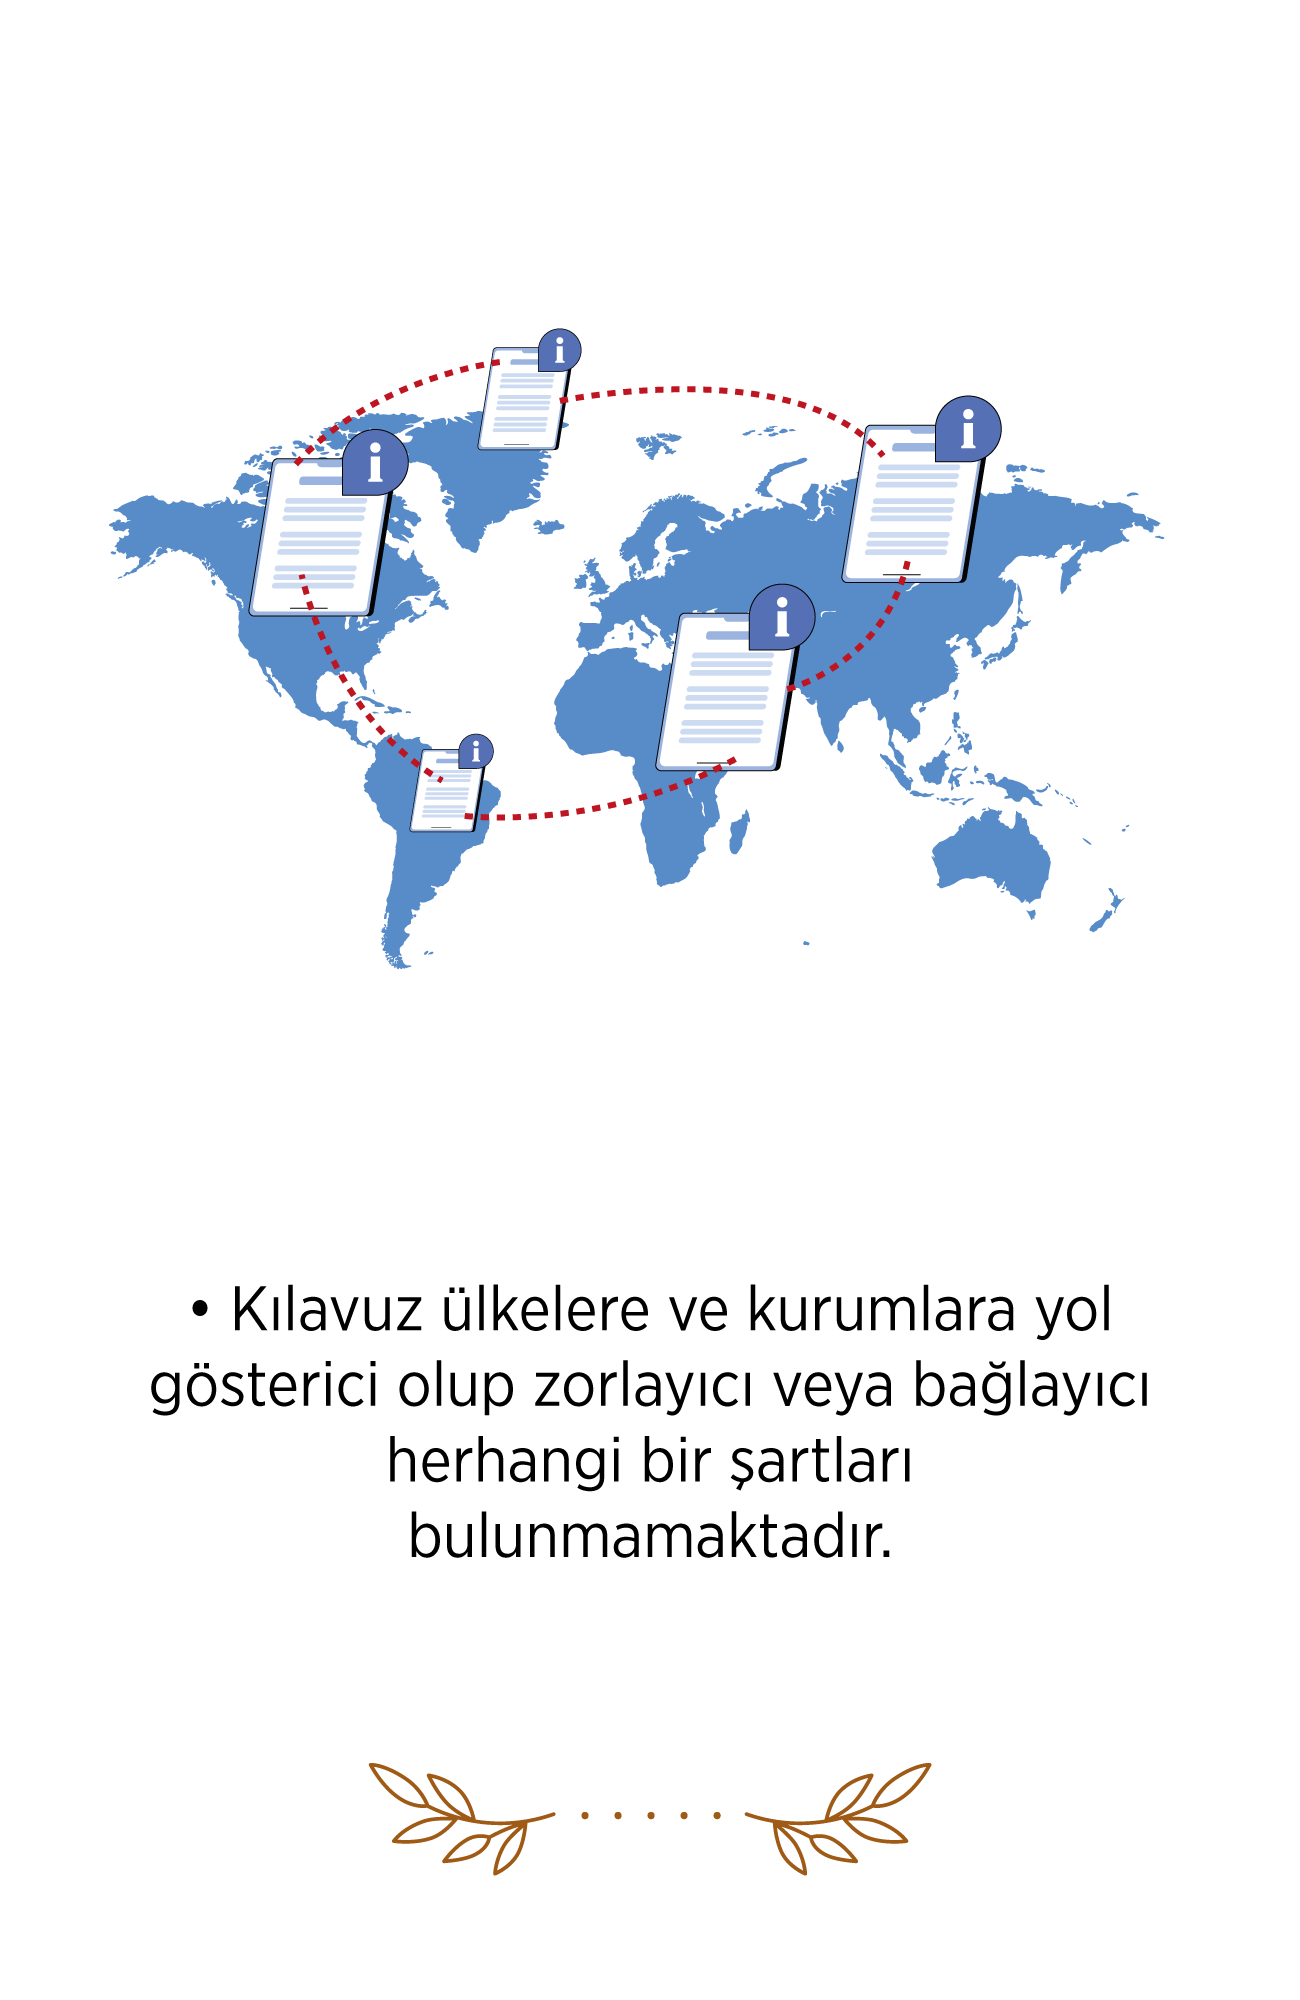 • Kılavuz ülkelere ve kurumlara yol
gösterici olup zorlayıcı veya bağlayıcı
herhangi bir şartları
bulunmamaktadır.